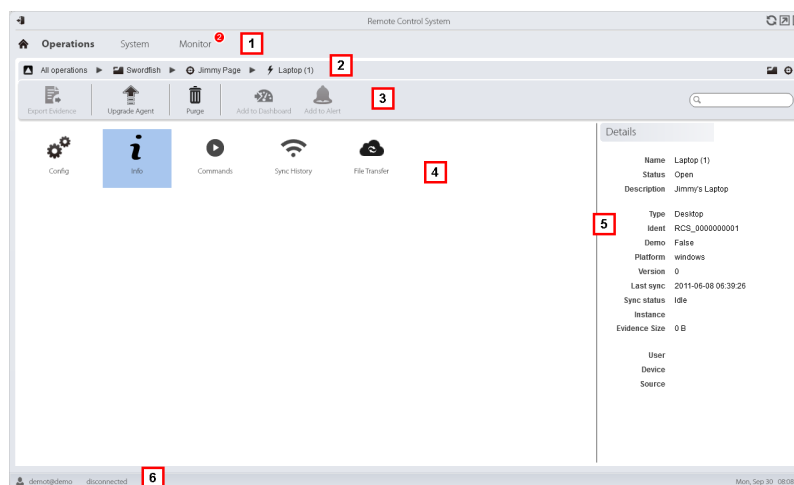 Remote Control System
Operations System Monitor 2 1
All operations Swordfish Jimmy Page Laptop (1) 2
Export Evidence Upgrade Agent Purge Add to Dashboard Add to Alert 3
Config Info Commands Sync History File Transfer 4
Details
Name Laptop (1)
Status Open
Description Jimmy's Laptop
Type Desktop
5
Ident RCS_0000000001
Demo False
Platform windows
Version 0
Last sync 2011-06-08 06:39:26
Sync status Idle
Instance
Evidence Size 0 B
User
Device
Source
demot@demo disconnected 6 Mon, Sep 30 08:08